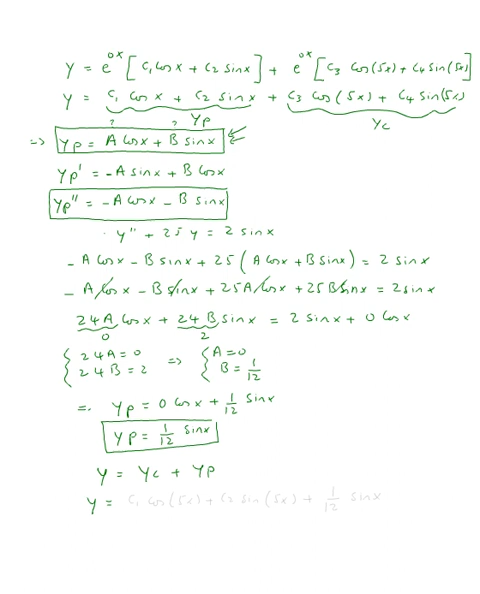 y = e^{0x} [ C₁ cos x + C₂ sin x ] + e^{0x} [ C₃ cos(5x) + C₄ sin(5x) ]
y = C₁ cos x + C₂ sin x + C₃ cos(5x) + C₄ sin(5x)
? ? yp yc
=> yp = A cos x + B sin x
yp' = -A sin x + B cos x
yp'' = -A cos x - B sin x
y'' + 25 y = 2 sin x
- A cos x - B sin x + 25 ( A cos x + B sin x ) = 2 sin x
- A cos x - B sin x + 25A cos x + 25 B sin x = 2 sin x
24A cos x + 24 B sin x = 2 sin x + 0 cos x
0 2
{ 24A = 0 => { A = 0
{ 24B = 2 { B = 1/12
=. yp = 0 cos x + 1/12 sin x
yp = 1/12 sin x
y = yc + yp
y = C₁ cos(5x) + C₂ sin(5x) + 1/12 sin x